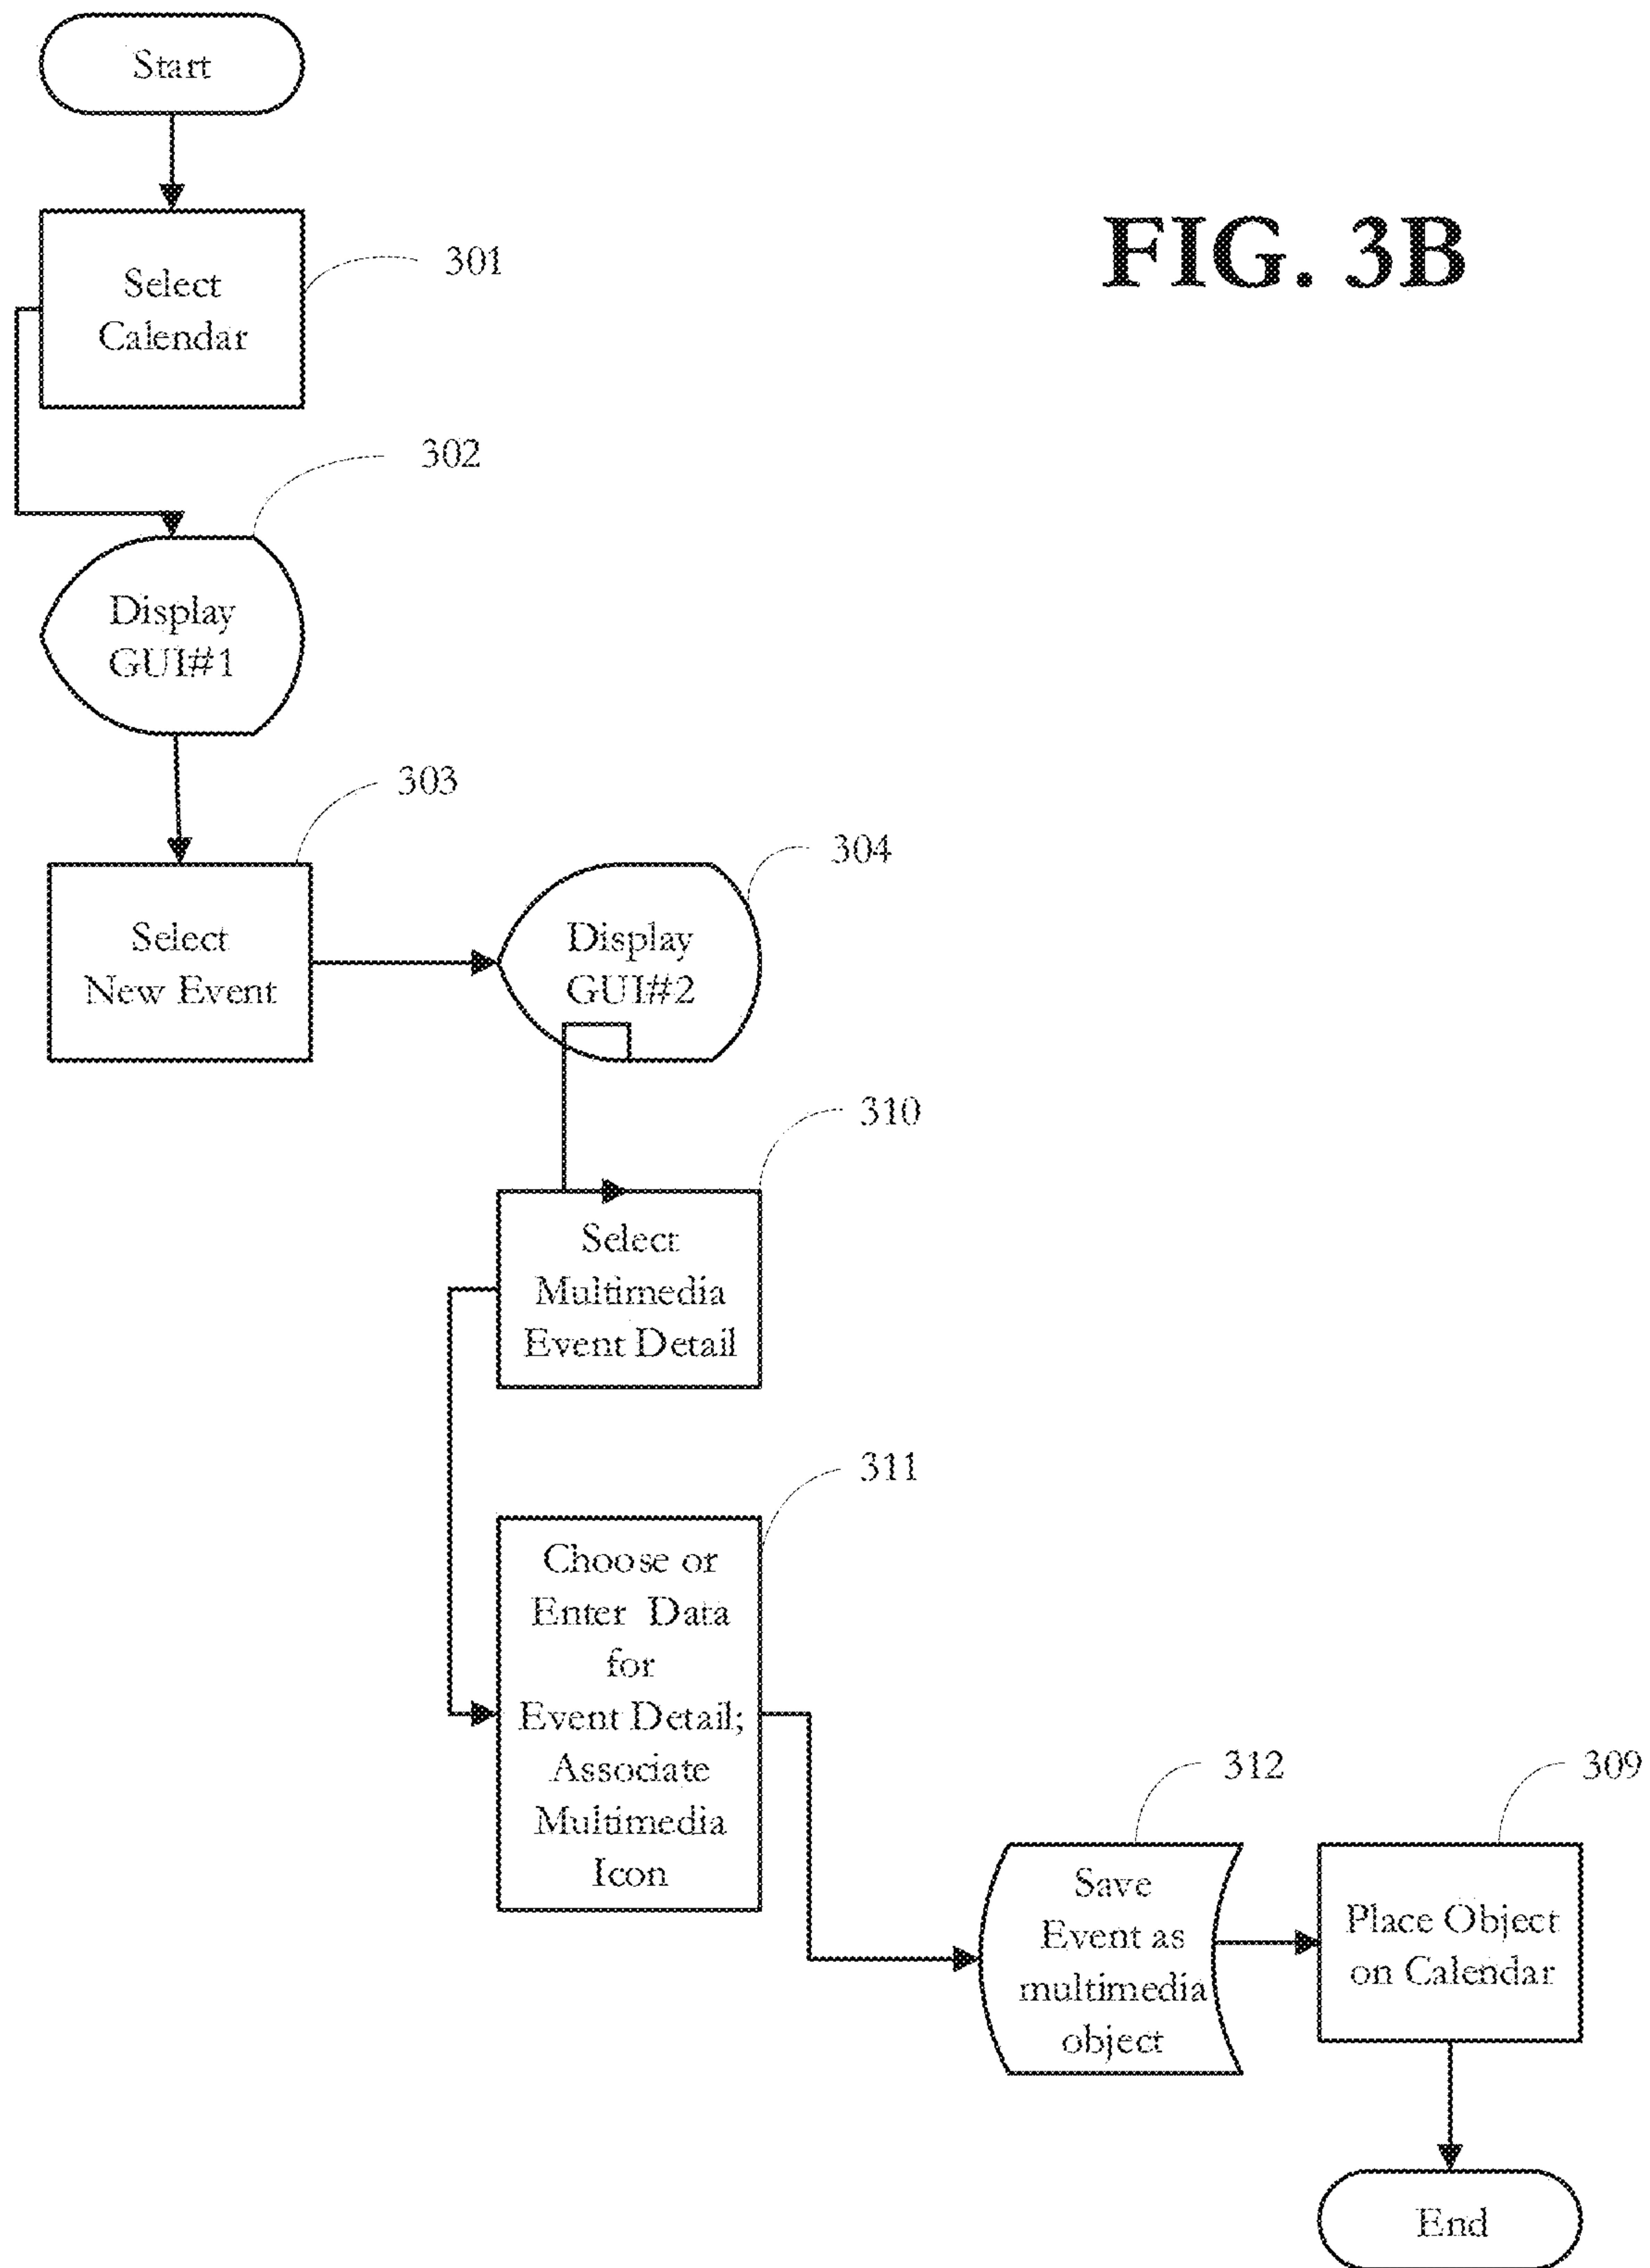 Start
FIG. 3B
301
Select
Calendar
302
Display
GUI#1
303
Select
New Event
304
Display
GUI#2
310
Select
Multimedia
Event Detail
311
Choose or
Enter Data
for
Event Detail;
Associate
Multimedia
Icon
312
Save
Event as
multimedia
object
309
Place Object
on Calendar
End